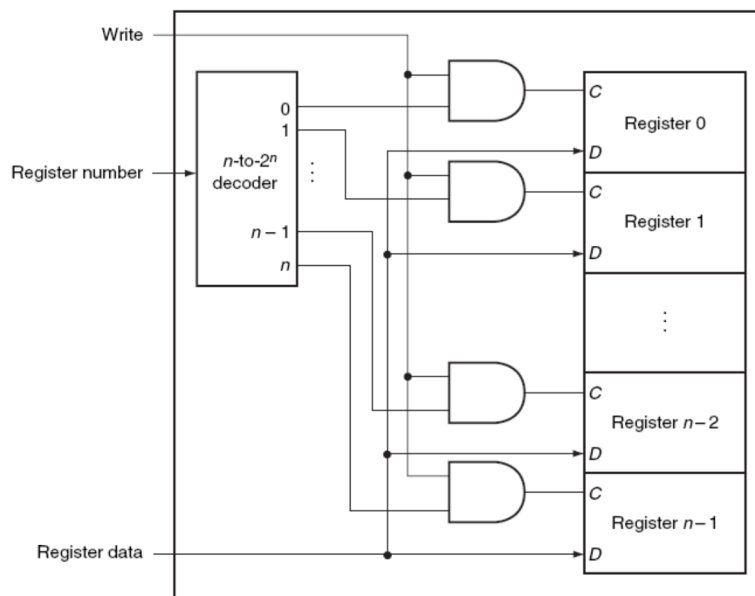 Write
0
C
Register 0
1
D
n-to-2ⁿ
decoder
⋮
Register number
C
Register 1
n – 1
D
n
⋮
C
Register n – 2
D
C
Register n – 1
Register data
D